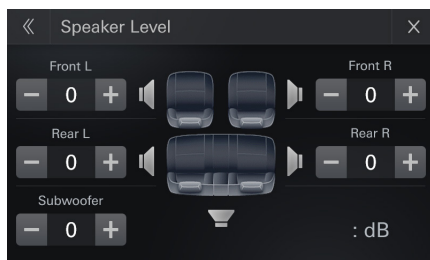 Speaker Level
Front L
Front R
− 0 +
− 0 +
Rear L
Rear R
− 0 +
− 0 +
Subwoofer
− 0 +
: dB